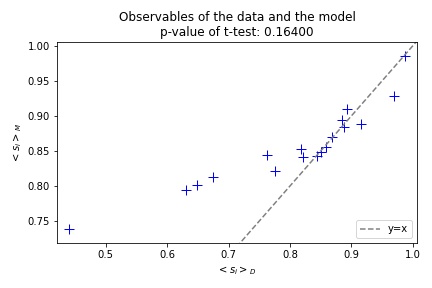 Observables of the data and the model
p-value of t-test: 0.16400
1.00
0.95
0.90
0.85
0.80
0.75
< s_i >_M
y=x
0.5
0.6
0.7
0.8
0.9
1.0
< s_i >_D